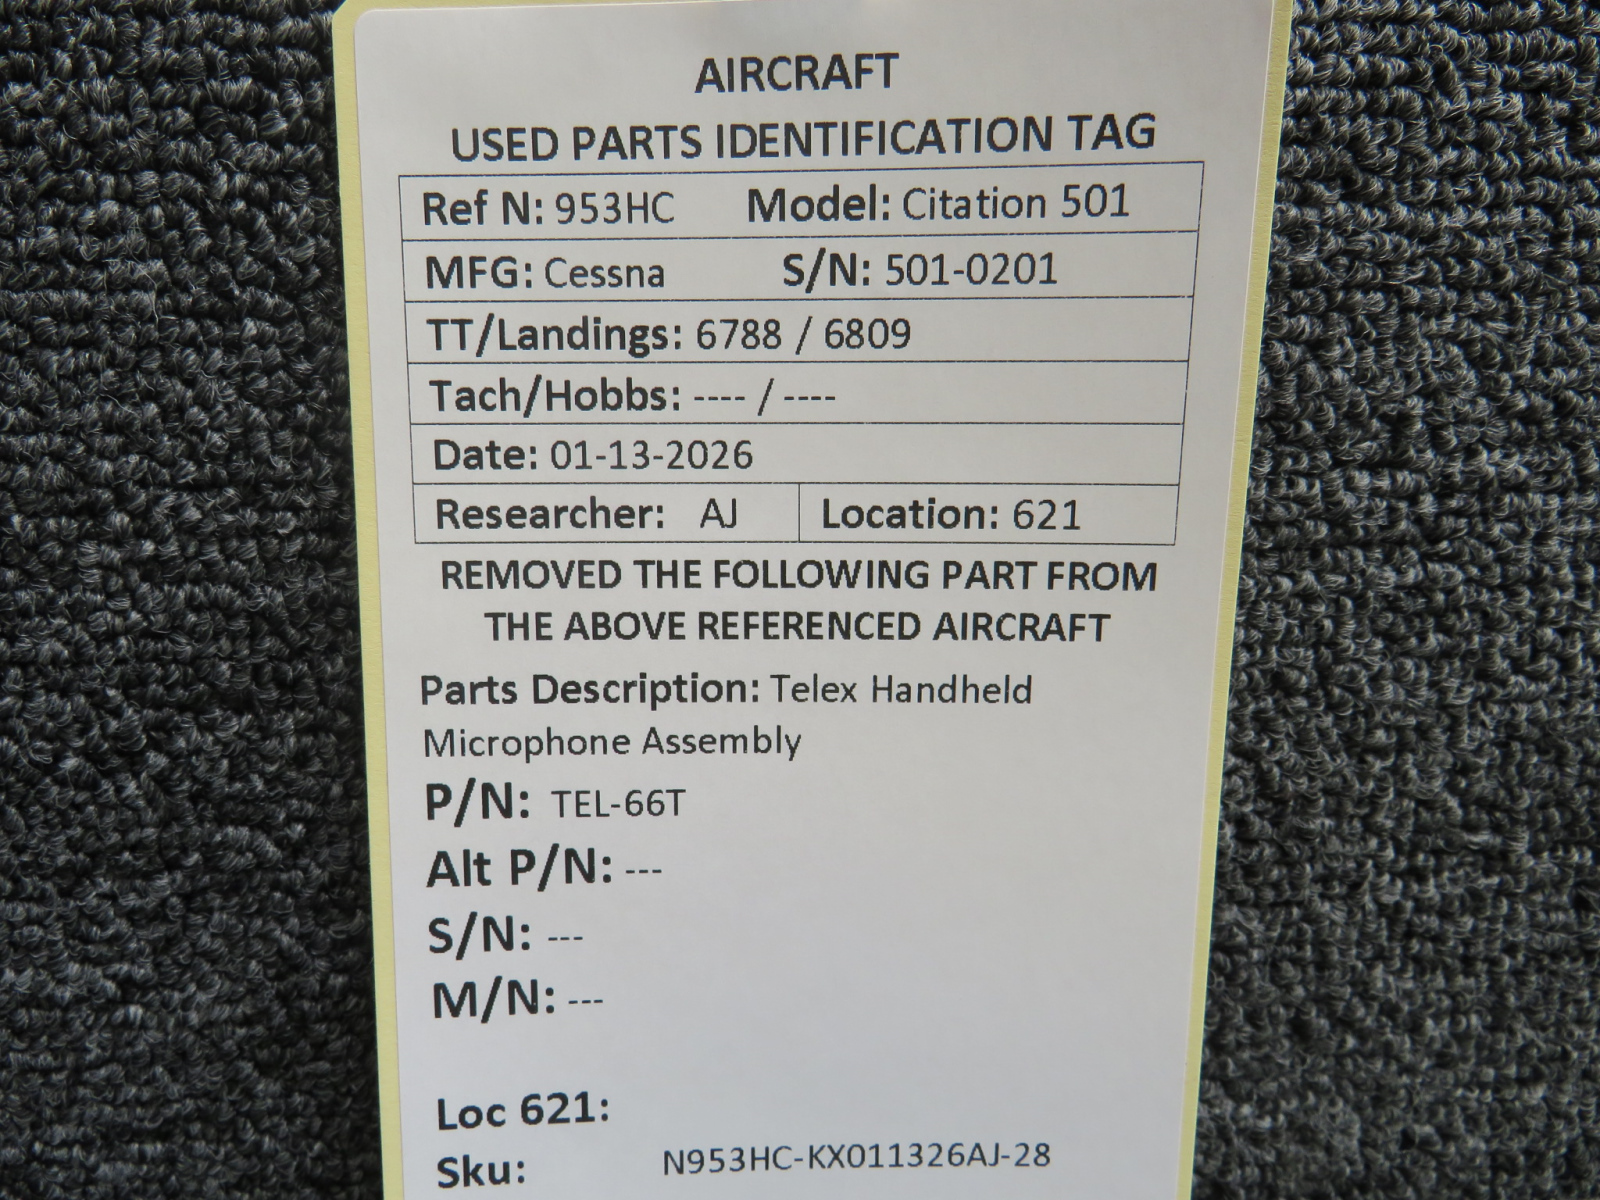 AIRCRAFT
USED PARTS IDENTIFICATION TAG
Ref N: 953HC Model: Citation 501
MFG: Cessna S/N: 501-0201
TT/Landings: 6788 / 6809
Tach/Hobbs: ---- / ----
Date: 01-13-2026
Researcher: AJ Location: 621
REMOVED THE FOLLOWING PART FROM
THE ABOVE REFERENCED AIRCRAFT
Parts Description: Telex Handheld
Microphone Assembly
P/N: TEL-66T
Alt P/N: ---
S/N: ---
M/N: ---
Loc 621:
Sku: N953HC-KX011326AJ-28